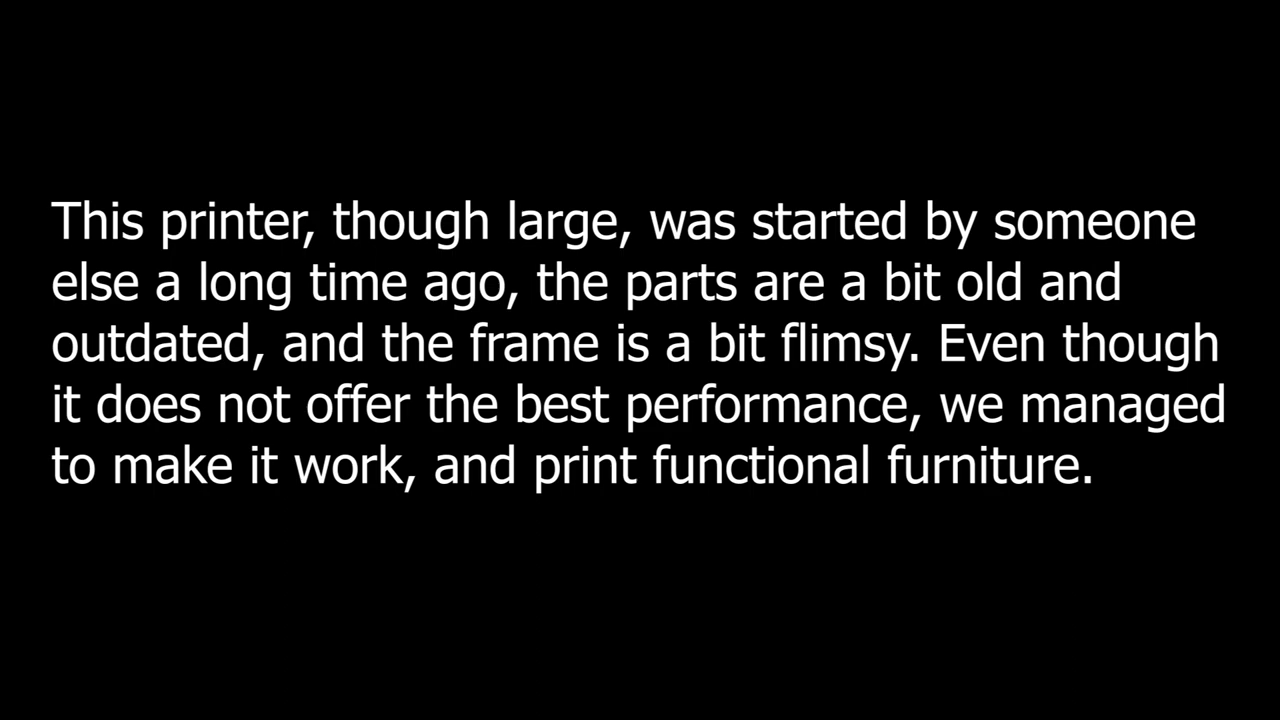 This printer, though large, was started by someone
else a long time ago, the parts are a bit old and
outdated, and the frame is a bit flimsy. Even though
it does not offer the best performance, we managed
to make it work, and print functional furniture.